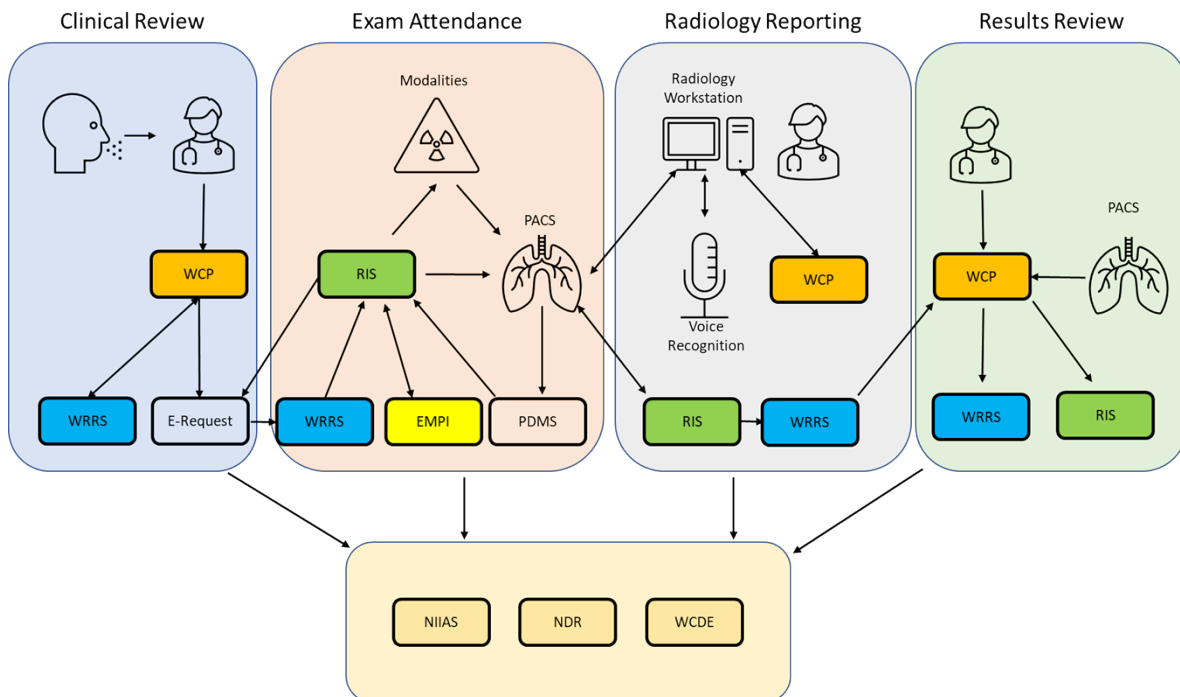 Clinical Review
Exam Attendance
Radiology Reporting
Results Review
WCP
WRRS
E-Request
Modalities
PACS
RIS
WRRS
EMPI
PDMS
Radiology
Workstation
Voice
Recognition
WCP
RIS
WRRS
PACS
WCP
WRRS
RIS
NIIAS
NDR
WCDE